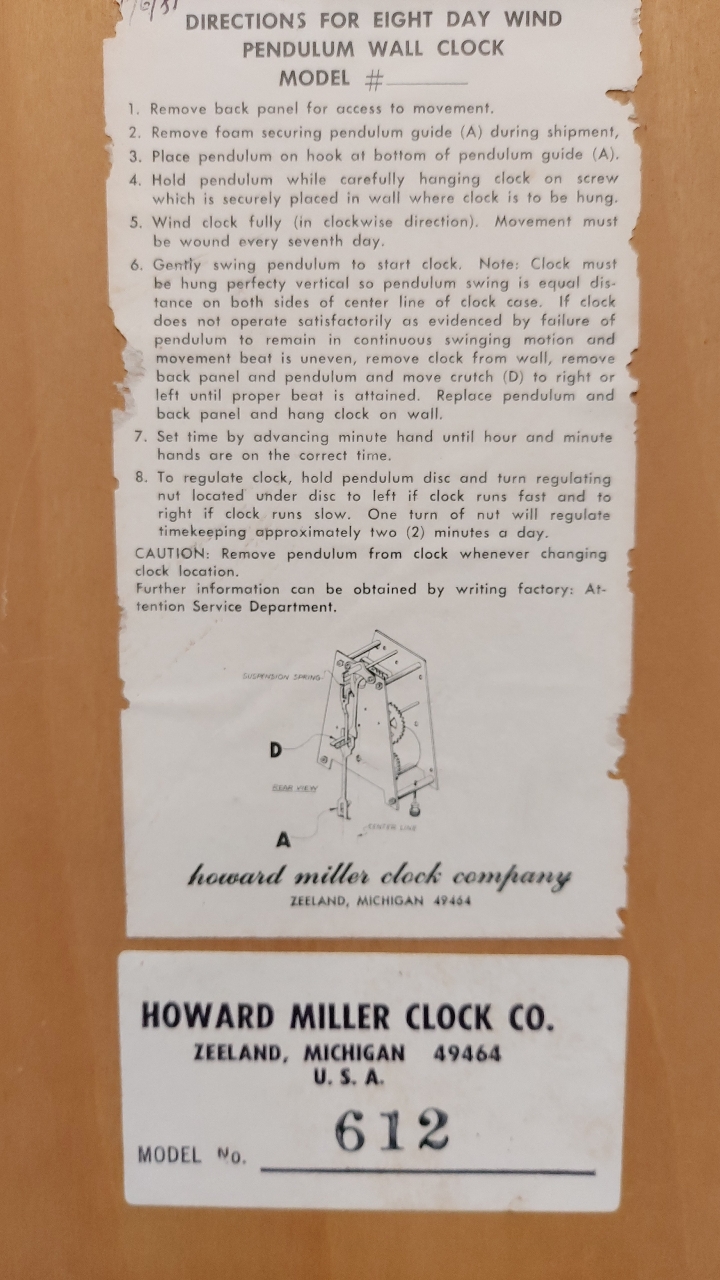 DIRECTIONS FOR EIGHT DAY WIND
PENDULUM WALL CLOCK
MODEL #
1. Remove back panel for access to movement.
2. Remove foam securing pendulum guide (A) during shipment,
3. Place pendulum on hook at bottom of pendulum guide (A).
4. Hold pendulum while carefully hanging clock on screw
which is securely placed in wall where clock is to be hung.
5. Wind clock fully (in clockwise direction). Movement must
be wound every seventh day.
6. Gently swing pendulum to start clock. Note: Clock must
be hung perfecty vertical so pendulum swing is equal dis-
tance on both sides of center line of clock case. If clock
does not operate satisfactorily as evidenced by failure of
pendulum to remain in continuous swinging motion and
movement beat is uneven, remove clock from wall, remove
back panel and pendulum and move crutch (D) to right or
left until proper beat is attained. Replace pendulum and
back panel and hang clock on wall.
7. Set time by advancing minute hand until hour and minute
hands are on the correct time.
8. To regulate clock, hold pendulum disc and turn regulating
nut located under disc to left if clock runs fast and to
right if clock runs slow. One turn of nut will regulate
timekeeping approximately two (2) minutes a day.
CAUTION: Remove pendulum from clock whenever changing
clock location.
Further information can be obtained by writing factory: At-
tention Service Department.
SUSPENSION SPRING
D
REAR VIEW
CENTER LINE
A
howard miller clock company
ZEELAND, MICHIGAN 49464
HOWARD MILLER CLOCK CO.
ZEELAND, MICHIGAN 49464
U. S. A.
612
MODEL No.